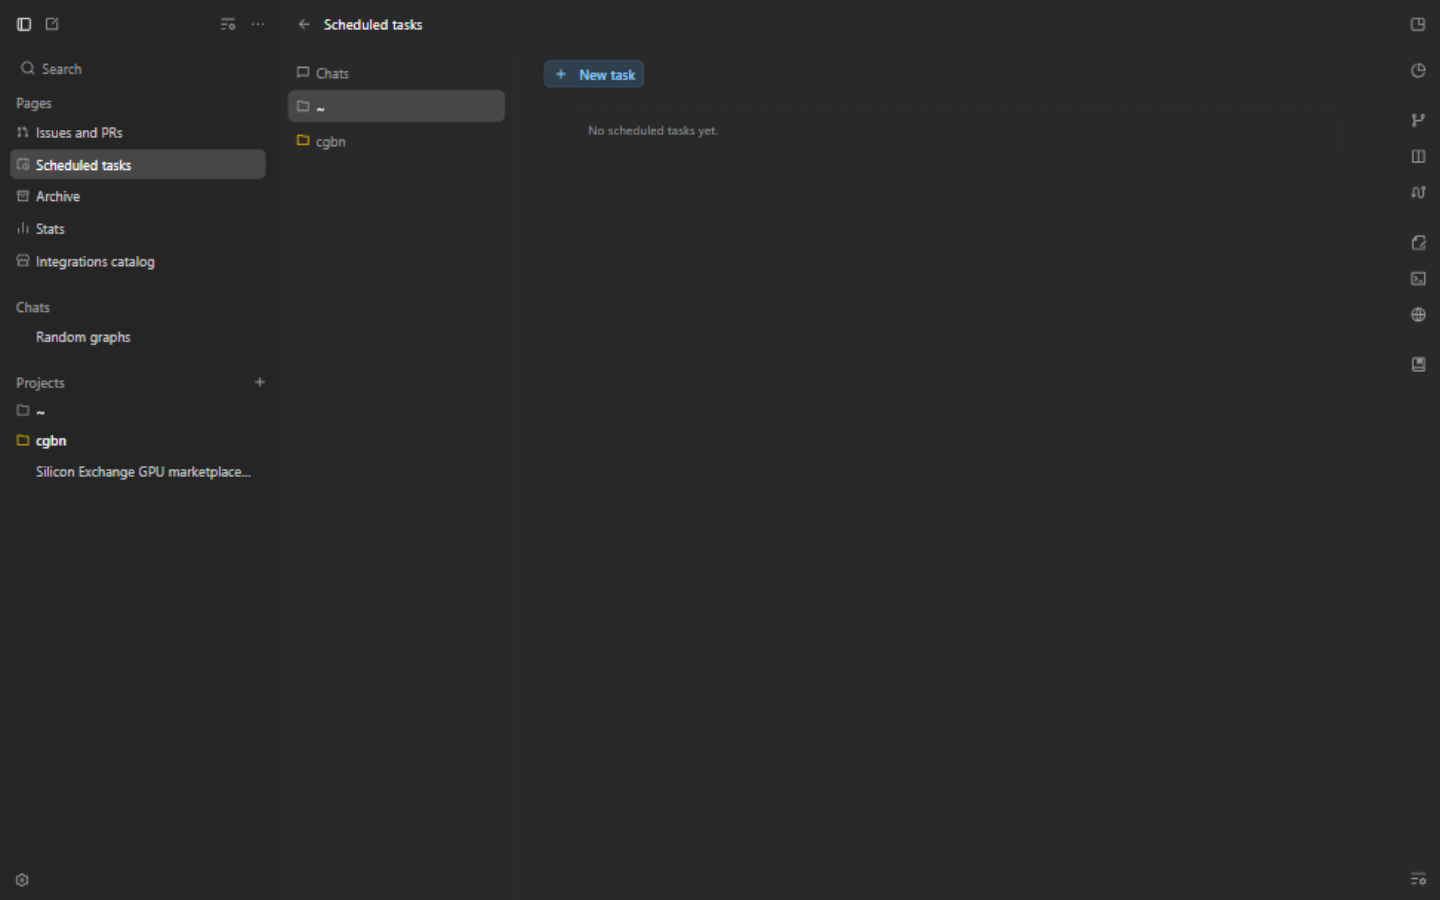 Search
Pages
Issues and PRs
Scheduled tasks
Archive
Stats
Integrations catalog
Chats
Random graphs
Projects
~
cgbn
Silicon Exchange GPU marketplace...
Scheduled tasks
Chats
~
cgbn
New task
No scheduled tasks yet.